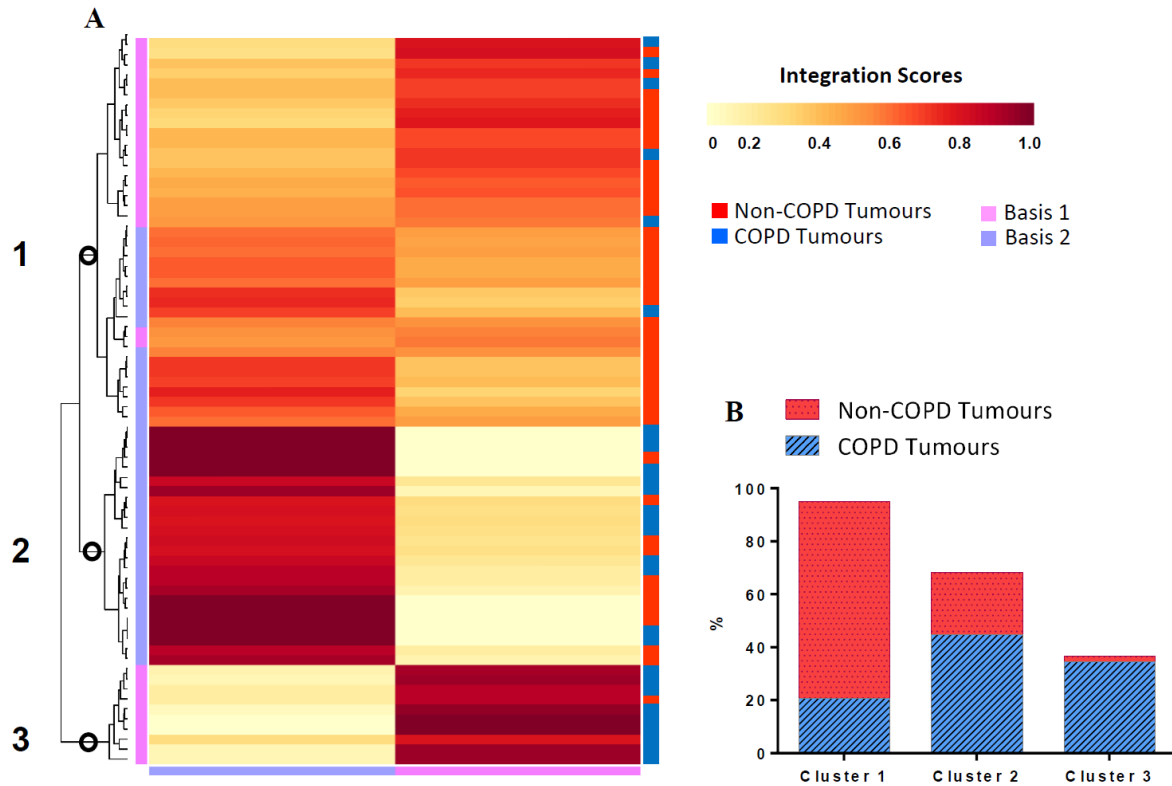 A
Integration Scores
0 0.2 0.4 0.6 0.8 1.0
Non-COPD Tumours
COPD Tumours
Basis 1
Basis 2
1
2
3
B
Non-COPD Tumours
COPD Tumours
100
80
60
40
20
0
%
Cluster 1 Cluster 2 Cluster 3